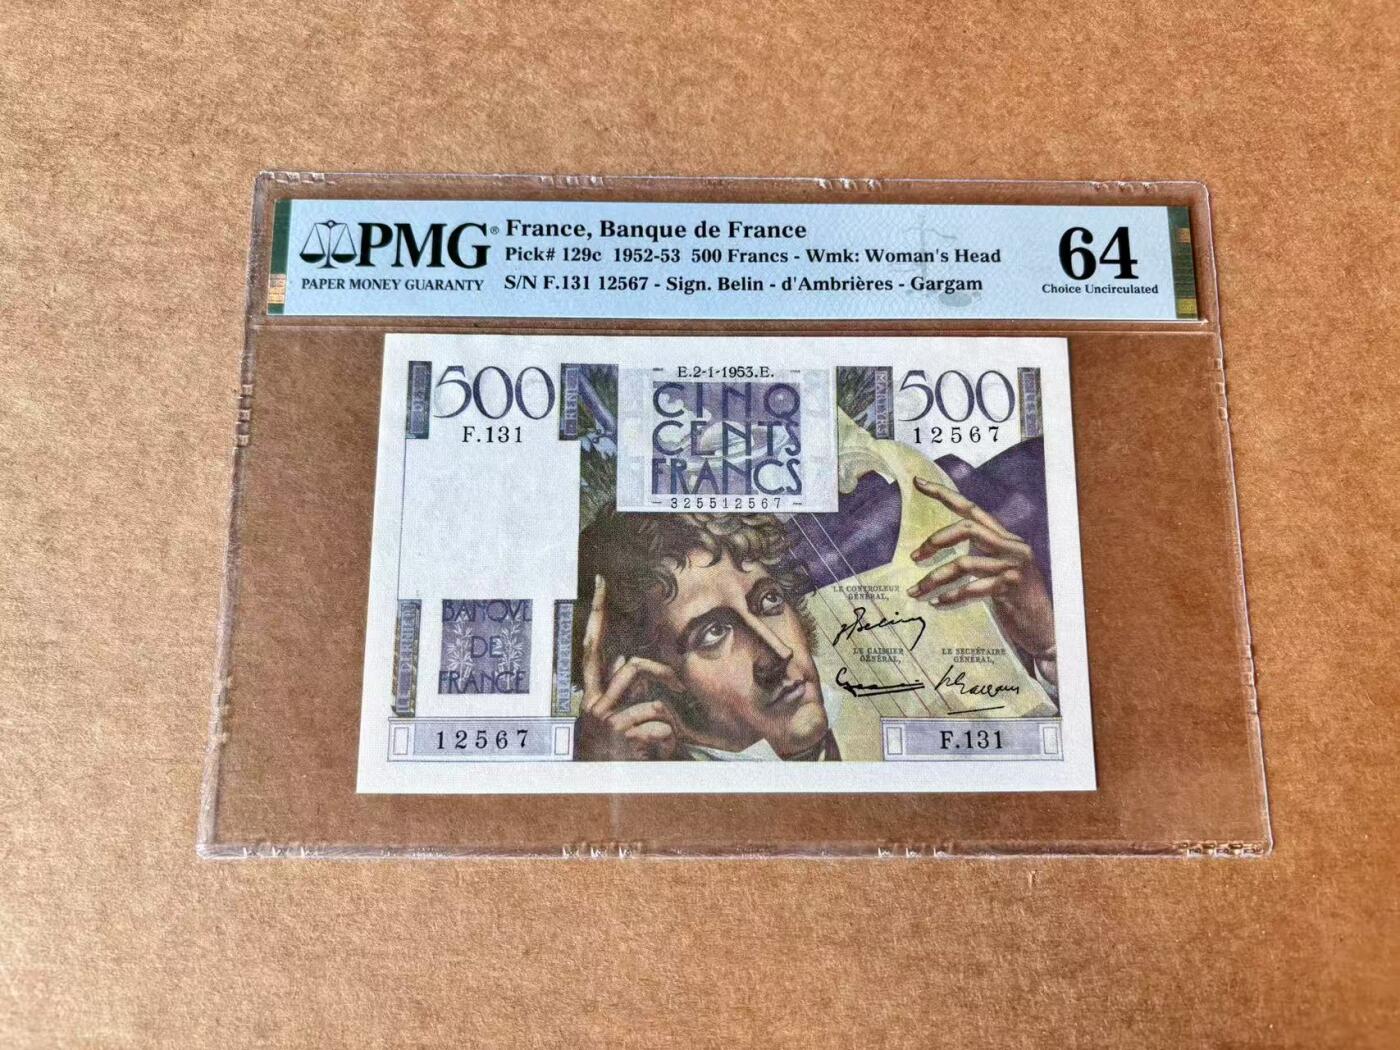 PMG®
PAPER MONEY GUARANTY
France, Banque de France
Pick# 129c 1952-53 500 Francs - Wmk: Woman's Head
S/N F.131 12567 - Sign. Belin - d'Ambrières - Gargam
64
Choice Uncirculated
500
F.131
E.2-1-1953.E.
CINQ
CENTS
FRANCS
325512567
500
12567
LE CONTROLEUR
GÉNÉRAL,
LE CAISSIER
GÉNÉRAL,
LE SECRÉTAIRE
GÉNÉRAL,
BANQVE
DE
FRANCE
12567
F.131